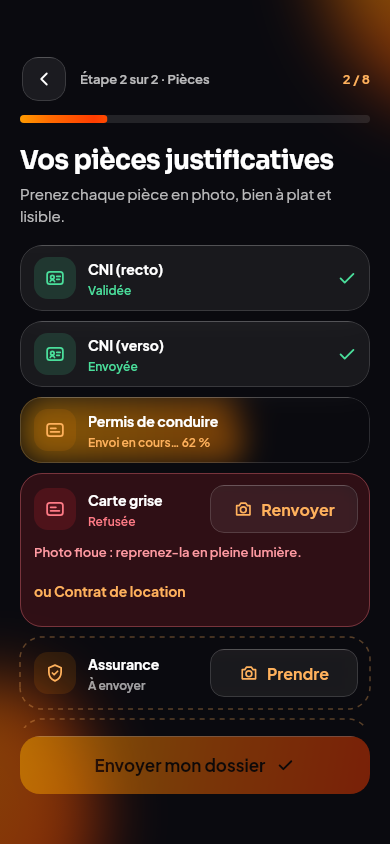 Étape 2 sur 2 · Pièces
2 / 8
Vos pièces justificatives
Prenez chaque pièce en photo, bien à plat et
lisible.
CNI (recto)
Validée
CNI (verso)
Envoyée
Permis de conduire
Envoi en cours… 62 %
Carte grise
Refusée
Renvoyer
Photo floue : reprenez-la en pleine lumière.
ou Contrat de location
Assurance
À envoyer
Prendre
Envoyer mon dossier